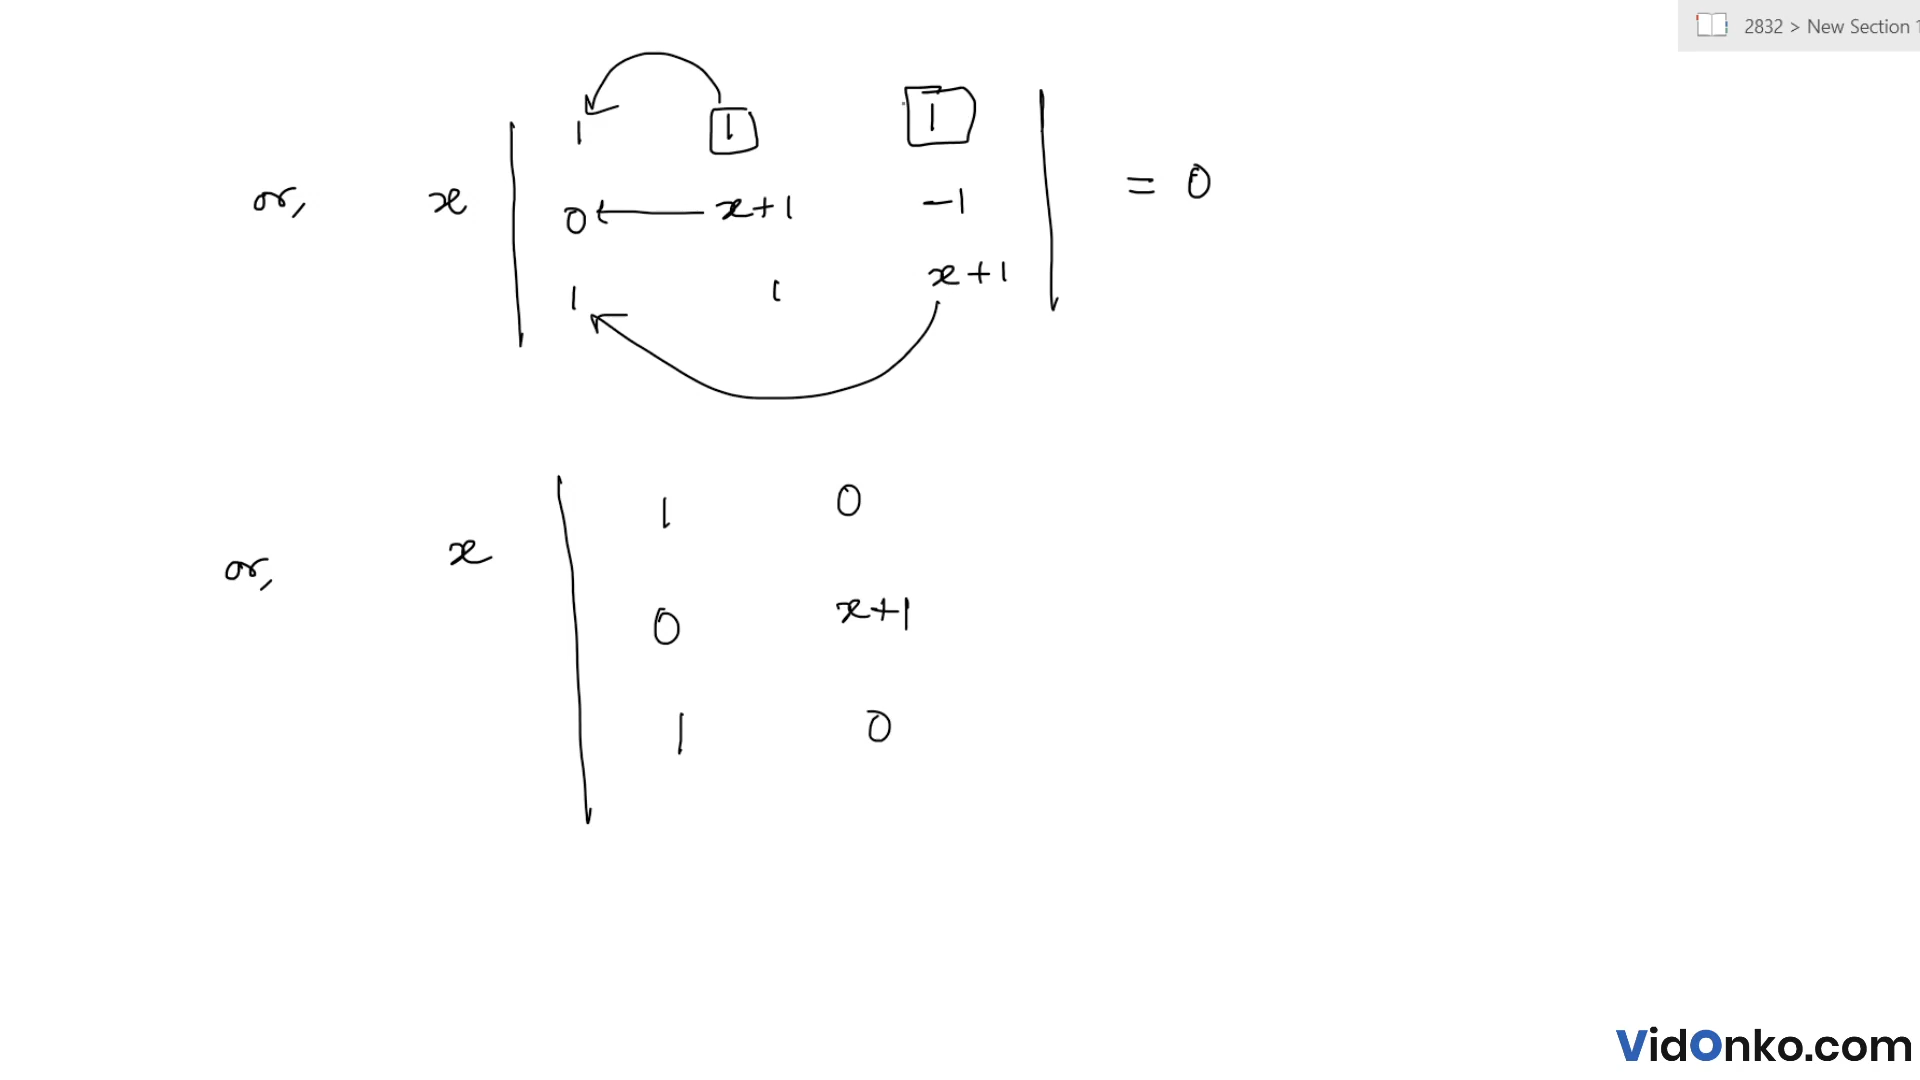 2832 > New Section 1
1 1 1
or, x 0 x+1 -1 = 0
1 1 x+1
1 0
or, x 0 x+1
1 0
VidOnko.com